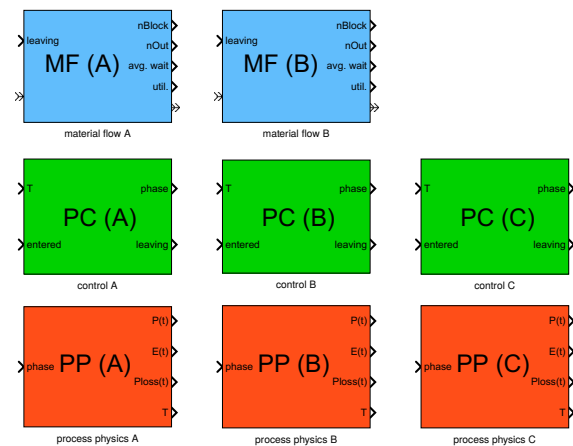 nBlock
leaving
nOut
MF (A)
avg. wait
util.
material flow A
nBlock
leaving
nOut
MF (B)
avg. wait
util.
material flow B
T
phase
PC (A)
entered
leaving
control A
T
phase
PC (B)
entered
leaving
control B
T
phase
PC (C)
entered
leaving
control C
P(t)
E(t)
phase
PP (A)
Ploss(t)
T
process physics A
P(t)
E(t)
phase
PP (B)
Ploss(t)
T
process physics B
P(t)
E(t)
phase
PP (C)
Ploss(t)
T
process physics C